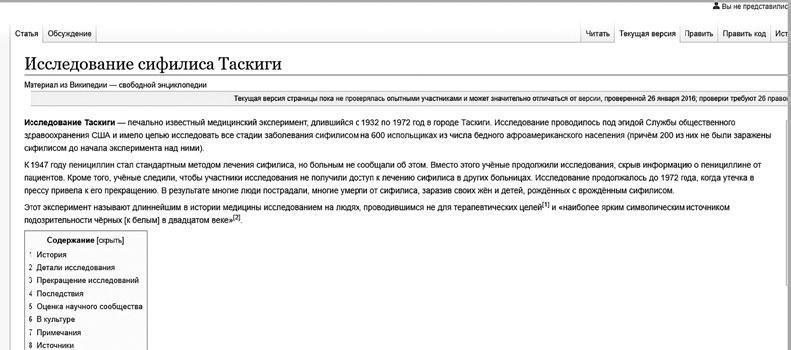 Вы не представились
Статья Обсуждение Читать Текущая версия Править Править код Ист
Исследование сифилиса Таскиги
Материал из Википедии — свободной энциклопедии
Текущая версия страницы пока не проверялась опытными участниками и может значительно отличаться от версии, проверенной 26 января 2016; проверки требуют 26 правок
Исследование Таскиги — печально известный медицинский эксперимент, длившийся с 1932 по 1972 год в городе Таскиги. Исследование проводилось под эгидой Службы общественного
здравоохранения США и имело целью исследовать все стадии заболевания сифилисом на 600 испольщиках из числа бедного афроамериканского населения (причём 200 из них не были заражены
сифилисом до начала эксперимента над ними).
К 1947 году пенициллин стал стандартным методом лечения сифилиса, но больным не сообщали об этом. Вместо этого учёные продолжили исследования, скрыв информацию о пенициллине от
пациентов. Кроме того, учёные следили, чтобы участники исследования не получили доступ к лечению сифилиса в других больницах. Исследование продолжалось до 1972 года, когда утечка в
прессу привела к его прекращению. В результате многие люди пострадали, многие умерли от сифилиса, заразив своих жён и детей, рождённых с врождённым сифилисом.
Этот эксперимент называют длиннейшим в истории медицины исследованием на людях, проводившимся не для терапевтических целей[1] и «наиболее ярким символическим источником
подозрительности чёрных [к белым] в двадцатом веке»[2].
Содержание [скрыть]
1 История
2 Детали исследования
3 Прекращение исследований
4 Последствия
5 Оценка научного сообщества
6 В культуре
7 Примечания
8 Источники